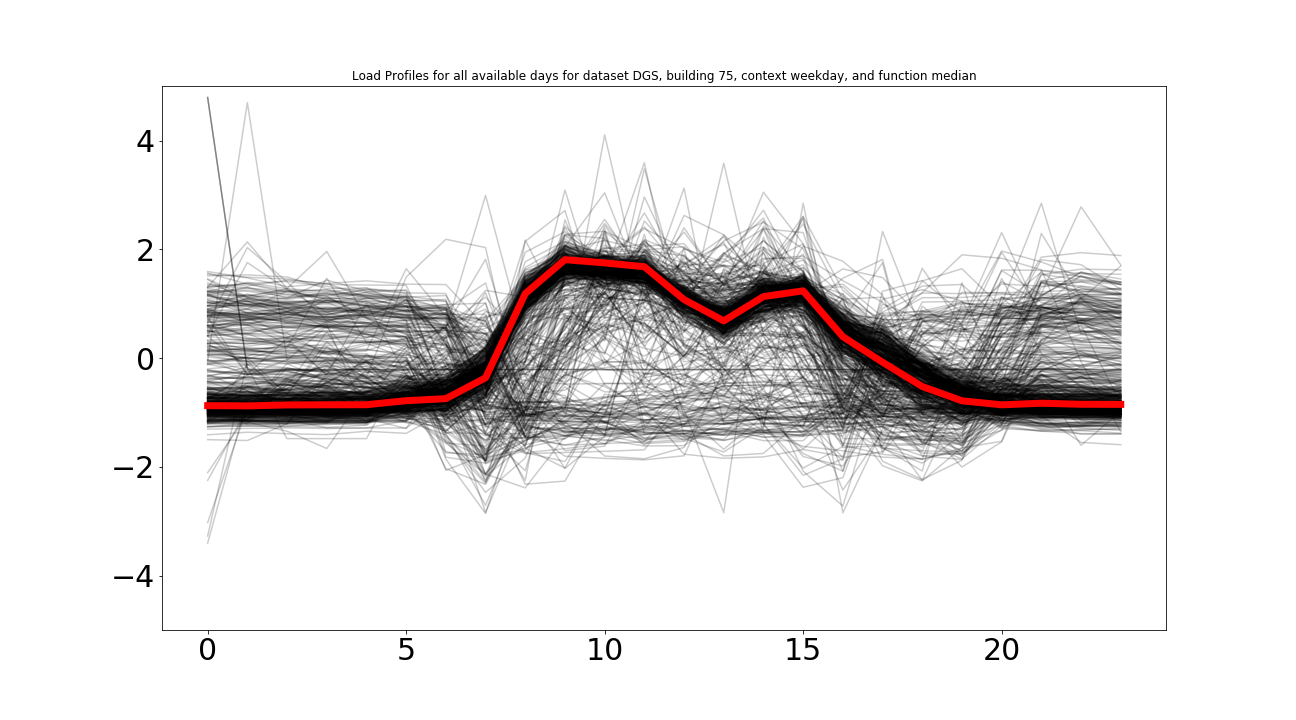 Load Profiles for all available days for dataset DGS, building 75, context weekday, and function median
4
2
0
−2
−4
0 5 10 15 20